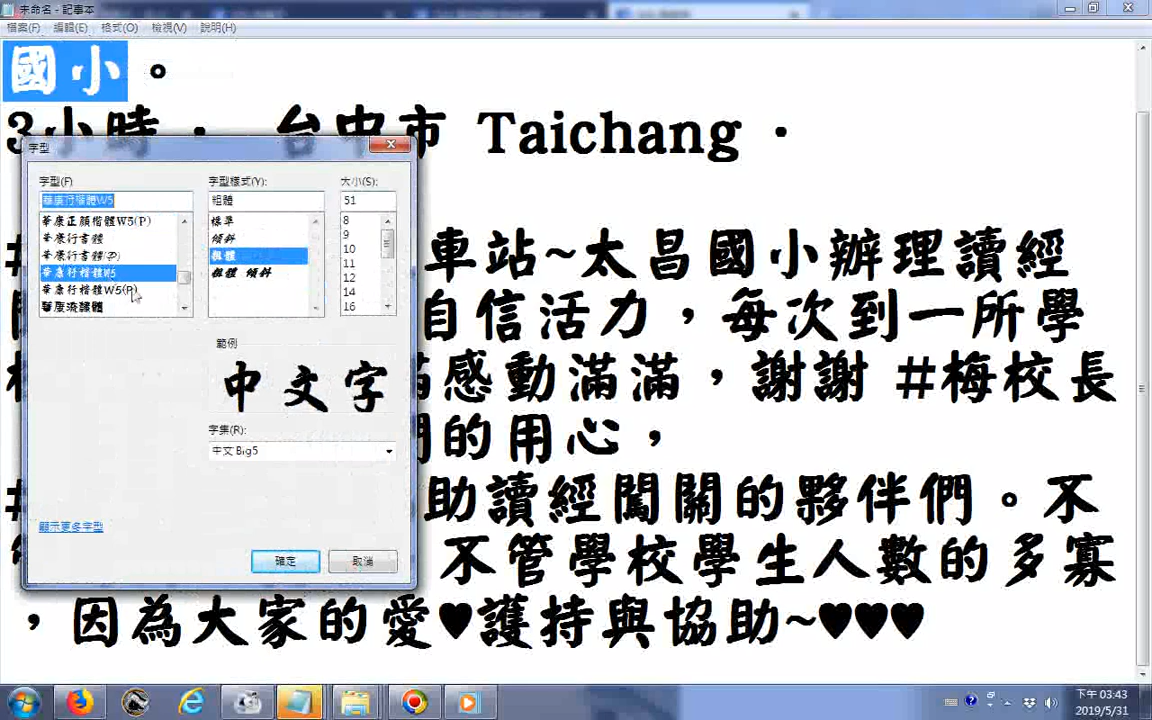 未命名 - 記事本
檔案(F) 編輯(E) 格式(O) 檢視(V) 說明(H)
國小。
3小時， 台中市 Taichang．
車站~太昌國小辦理讀經
自信活力，每次到一所學
滿感動滿滿，謝謝 #梅校長
們的用心，
助讀經闖關的夥伴們。不
不管學校學生人數的多寡
，因為大家的愛♥護持與協助~♥♥♥
字型
字型(F)
華康行楷體W5
華康正顏楷體W5(P)
華康行書體
華康行書體(P)
華康行楷體W5
華康行楷體W5(P)
華康流隸體
字型樣式(Y):
粗體
標準
傾斜
粗體
粗體 傾斜
大小(S):
51
8
9
10
11
12
14
16
範例
中文字
字集(R):
中文 Big5
顯示更多字型
確定
取消
下午 03:43
2019/5/31